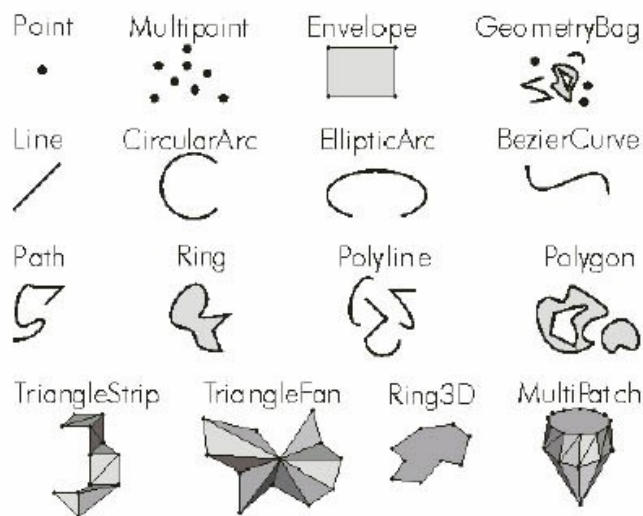 Point Multipoint Envelope GeometryBag
Line CircularArc EllipticArc BezierCurve
Path Ring Polyline Polygon
TriangleStrip TriangleFan Ring3D MultiPatch